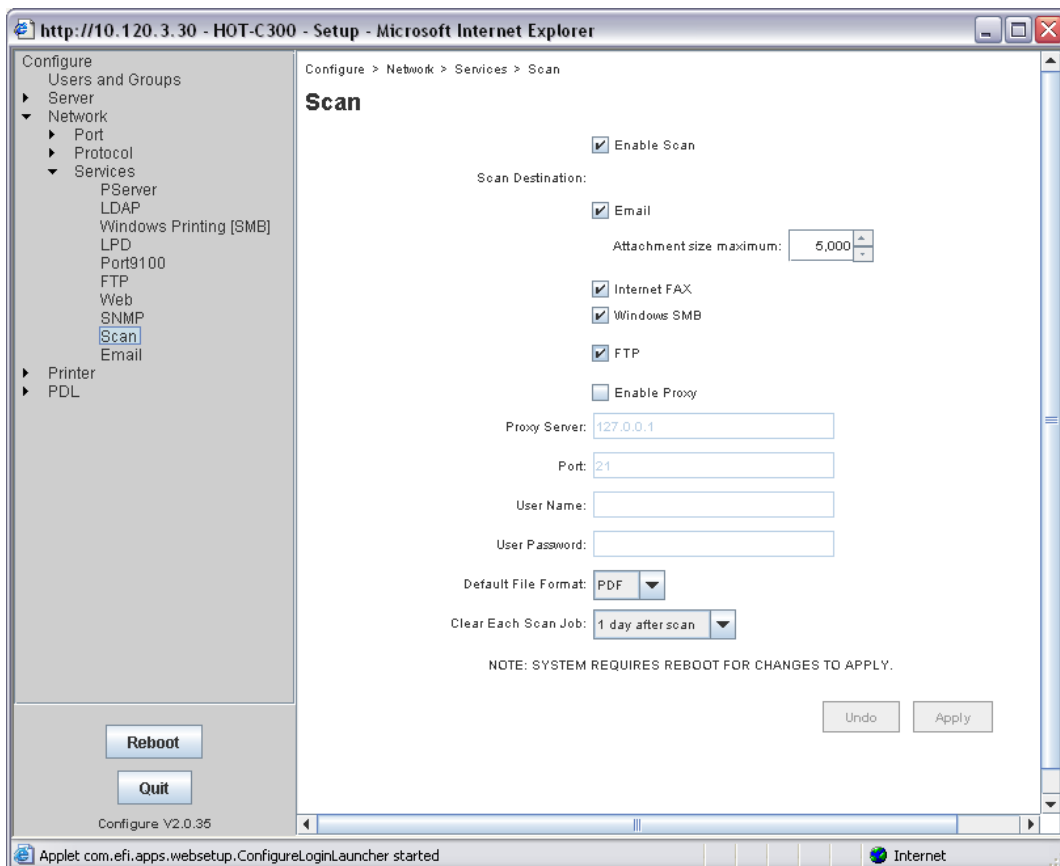 http://10.120.3.30 - HOT-C300 - Setup - Microsoft Internet Explorer
Configure
Users and Groups
Server
Network
Port
Protocol
Services
PServer
LDAP
Windows Printing [SMB]
LPD
Port9100
FTP
Web
SNMP
Scan
Email
Printer
PDL
Reboot
Quit
Configure V2.0.35
Configure > Network > Services > Scan
Scan
Enable Scan
Scan Destination:
Email
Attachment size maximum: 5,000
Internet FAX
Windows SMB
FTP
Enable Proxy
Proxy Server: 127.0.0.1
Port: 21
User Name:
User Password:
Default File Format: PDF
Clear Each Scan Job: 1 day after scan
NOTE: SYSTEM REQUIRES REBOOT FOR CHANGES TO APPLY.
Undo Apply
Applet com.efi.apps.websetup.ConfigureLoginLauncher started Internet